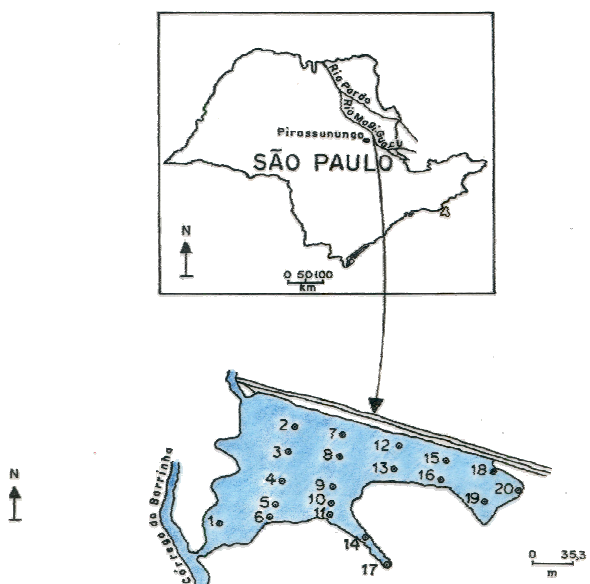 Rio Pardo
Rio Mogi Guaçu
Pirassununga
SÃO PAULO
N
0 50 100
km
2
7
12
3
8
15
13
18
4
16
9
20
5
10
19
6
11
1
14
17
Córrego da Barrinha
N
0 35,3
m